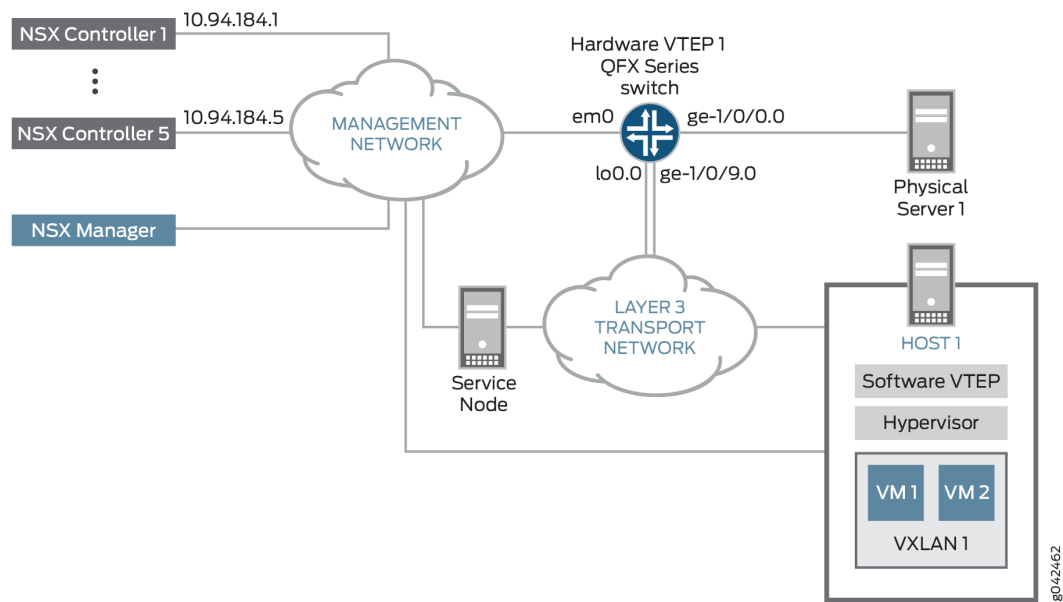 NSX Controller 1
10.94.184.1
NSX Controller 5
10.94.184.5
NSX Manager
MANAGEMENT
NETWORK
Hardware VTEP 1
QFX Series
switch
em0
ge-1/0/0.0
lo0.0
ge-1/0/9.0
Physical
Server 1
LAYER 3
TRANSPORT
NETWORK
Service
Node
HOST 1
Software VTEP
Hypervisor
VM 1
VM 2
VXLAN 1
g042462